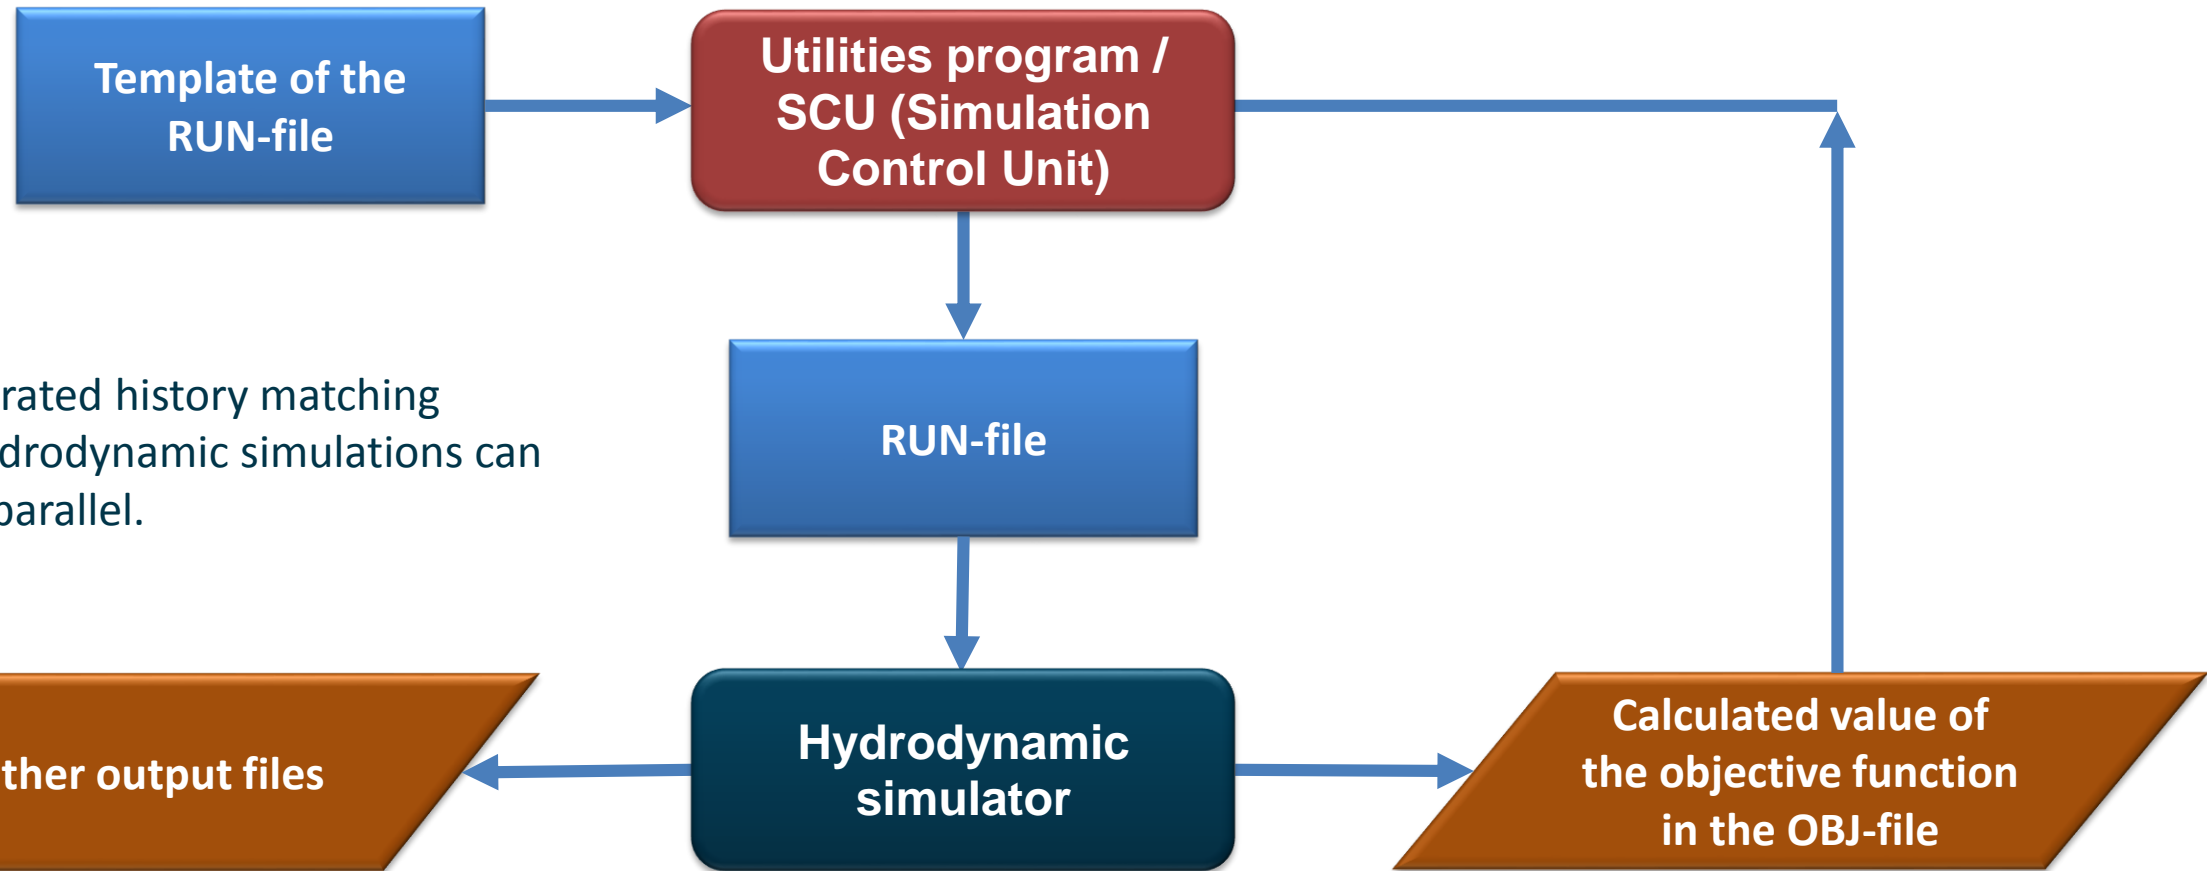 Template of the
RUN-file
Utilities program /
SCU (Simulation
Control Unit)
rated history matching
drodynamic simulations can
parallel.
RUN-file
ther output files
Hydrodynamic
simulator
Calculated value of
the objective function
in the OBJ-file